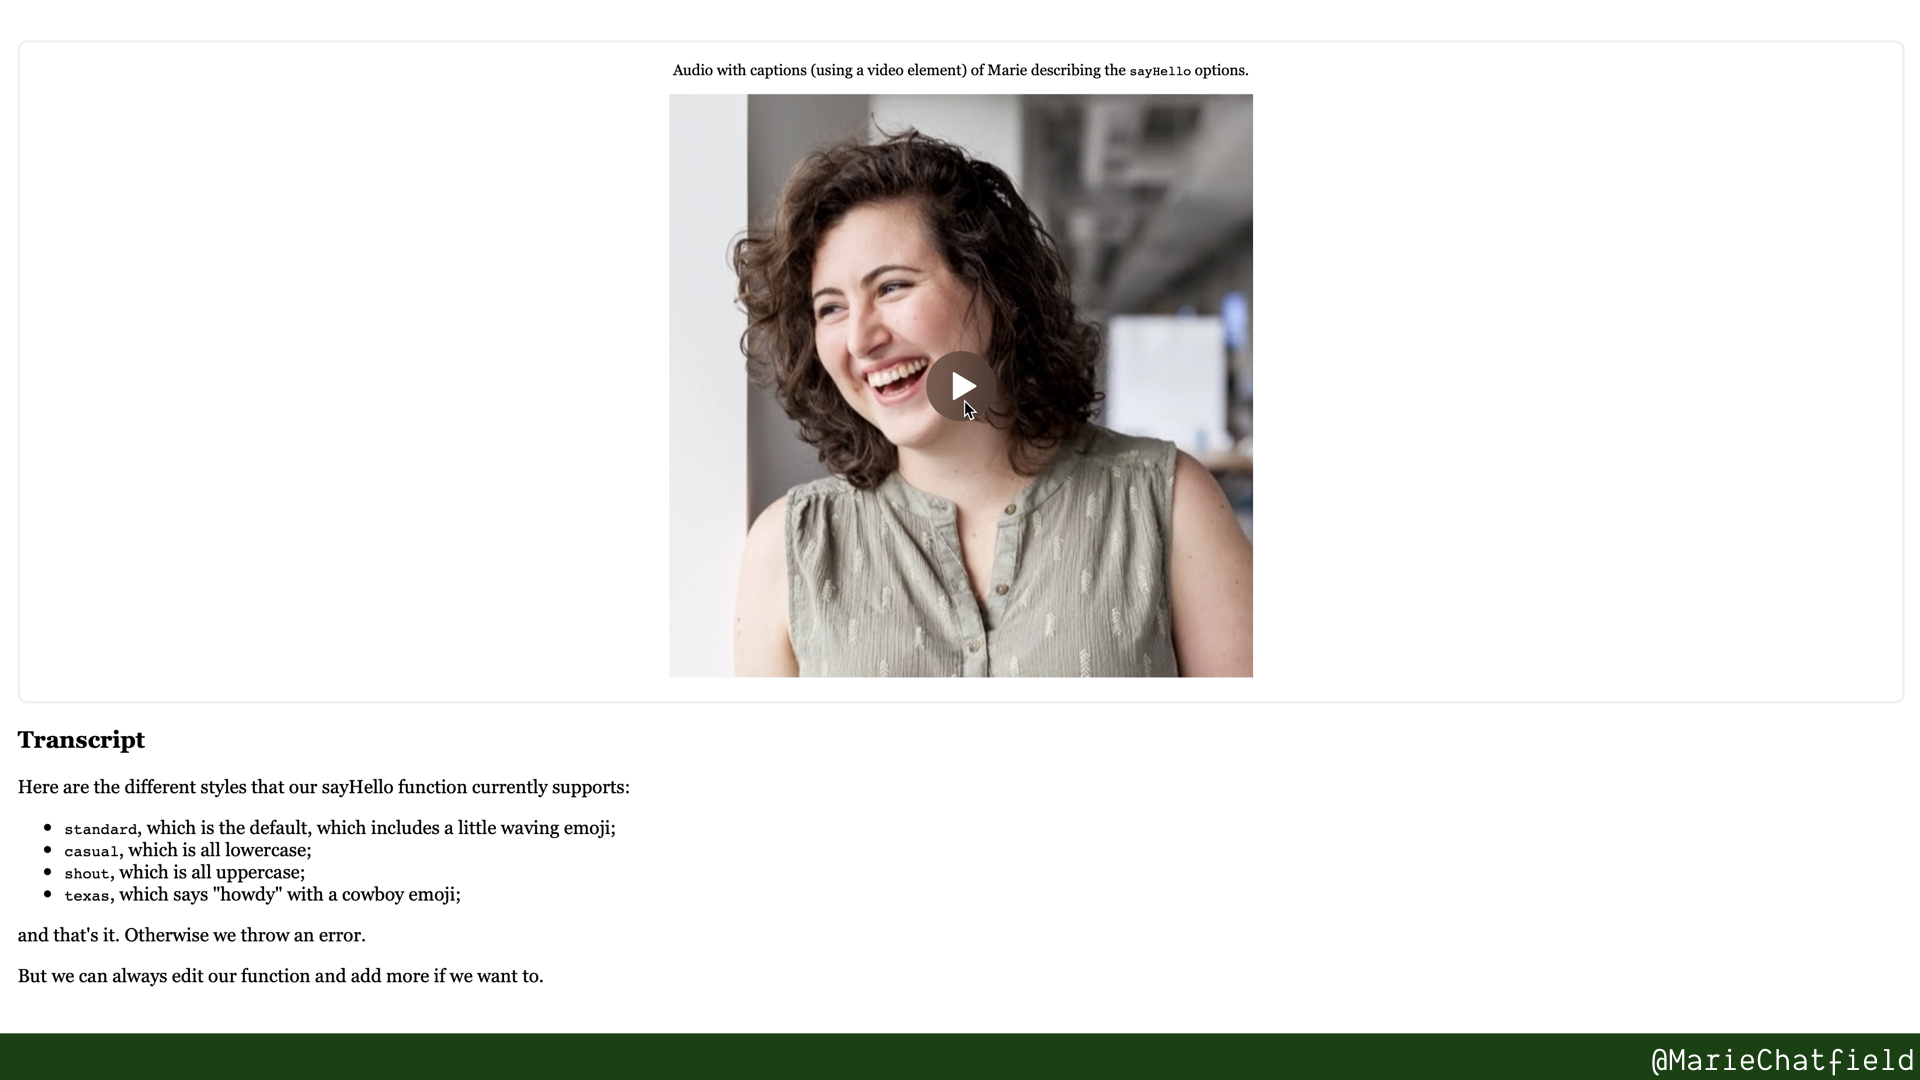 Audio with captions (using a video element) of Marie describing the sayHello options.
Transcript
Here are the different styles that our sayHello function currently supports:
• standard, which is the default, which includes a little waving emoji;
• casual, which is all lowercase;
• shout, which is all uppercase;
• texas, which says "howdy" with a cowboy emoji;
and that's it. Otherwise we throw an error.
But we can always edit our function and add more if we want to.
@MarieChatfield